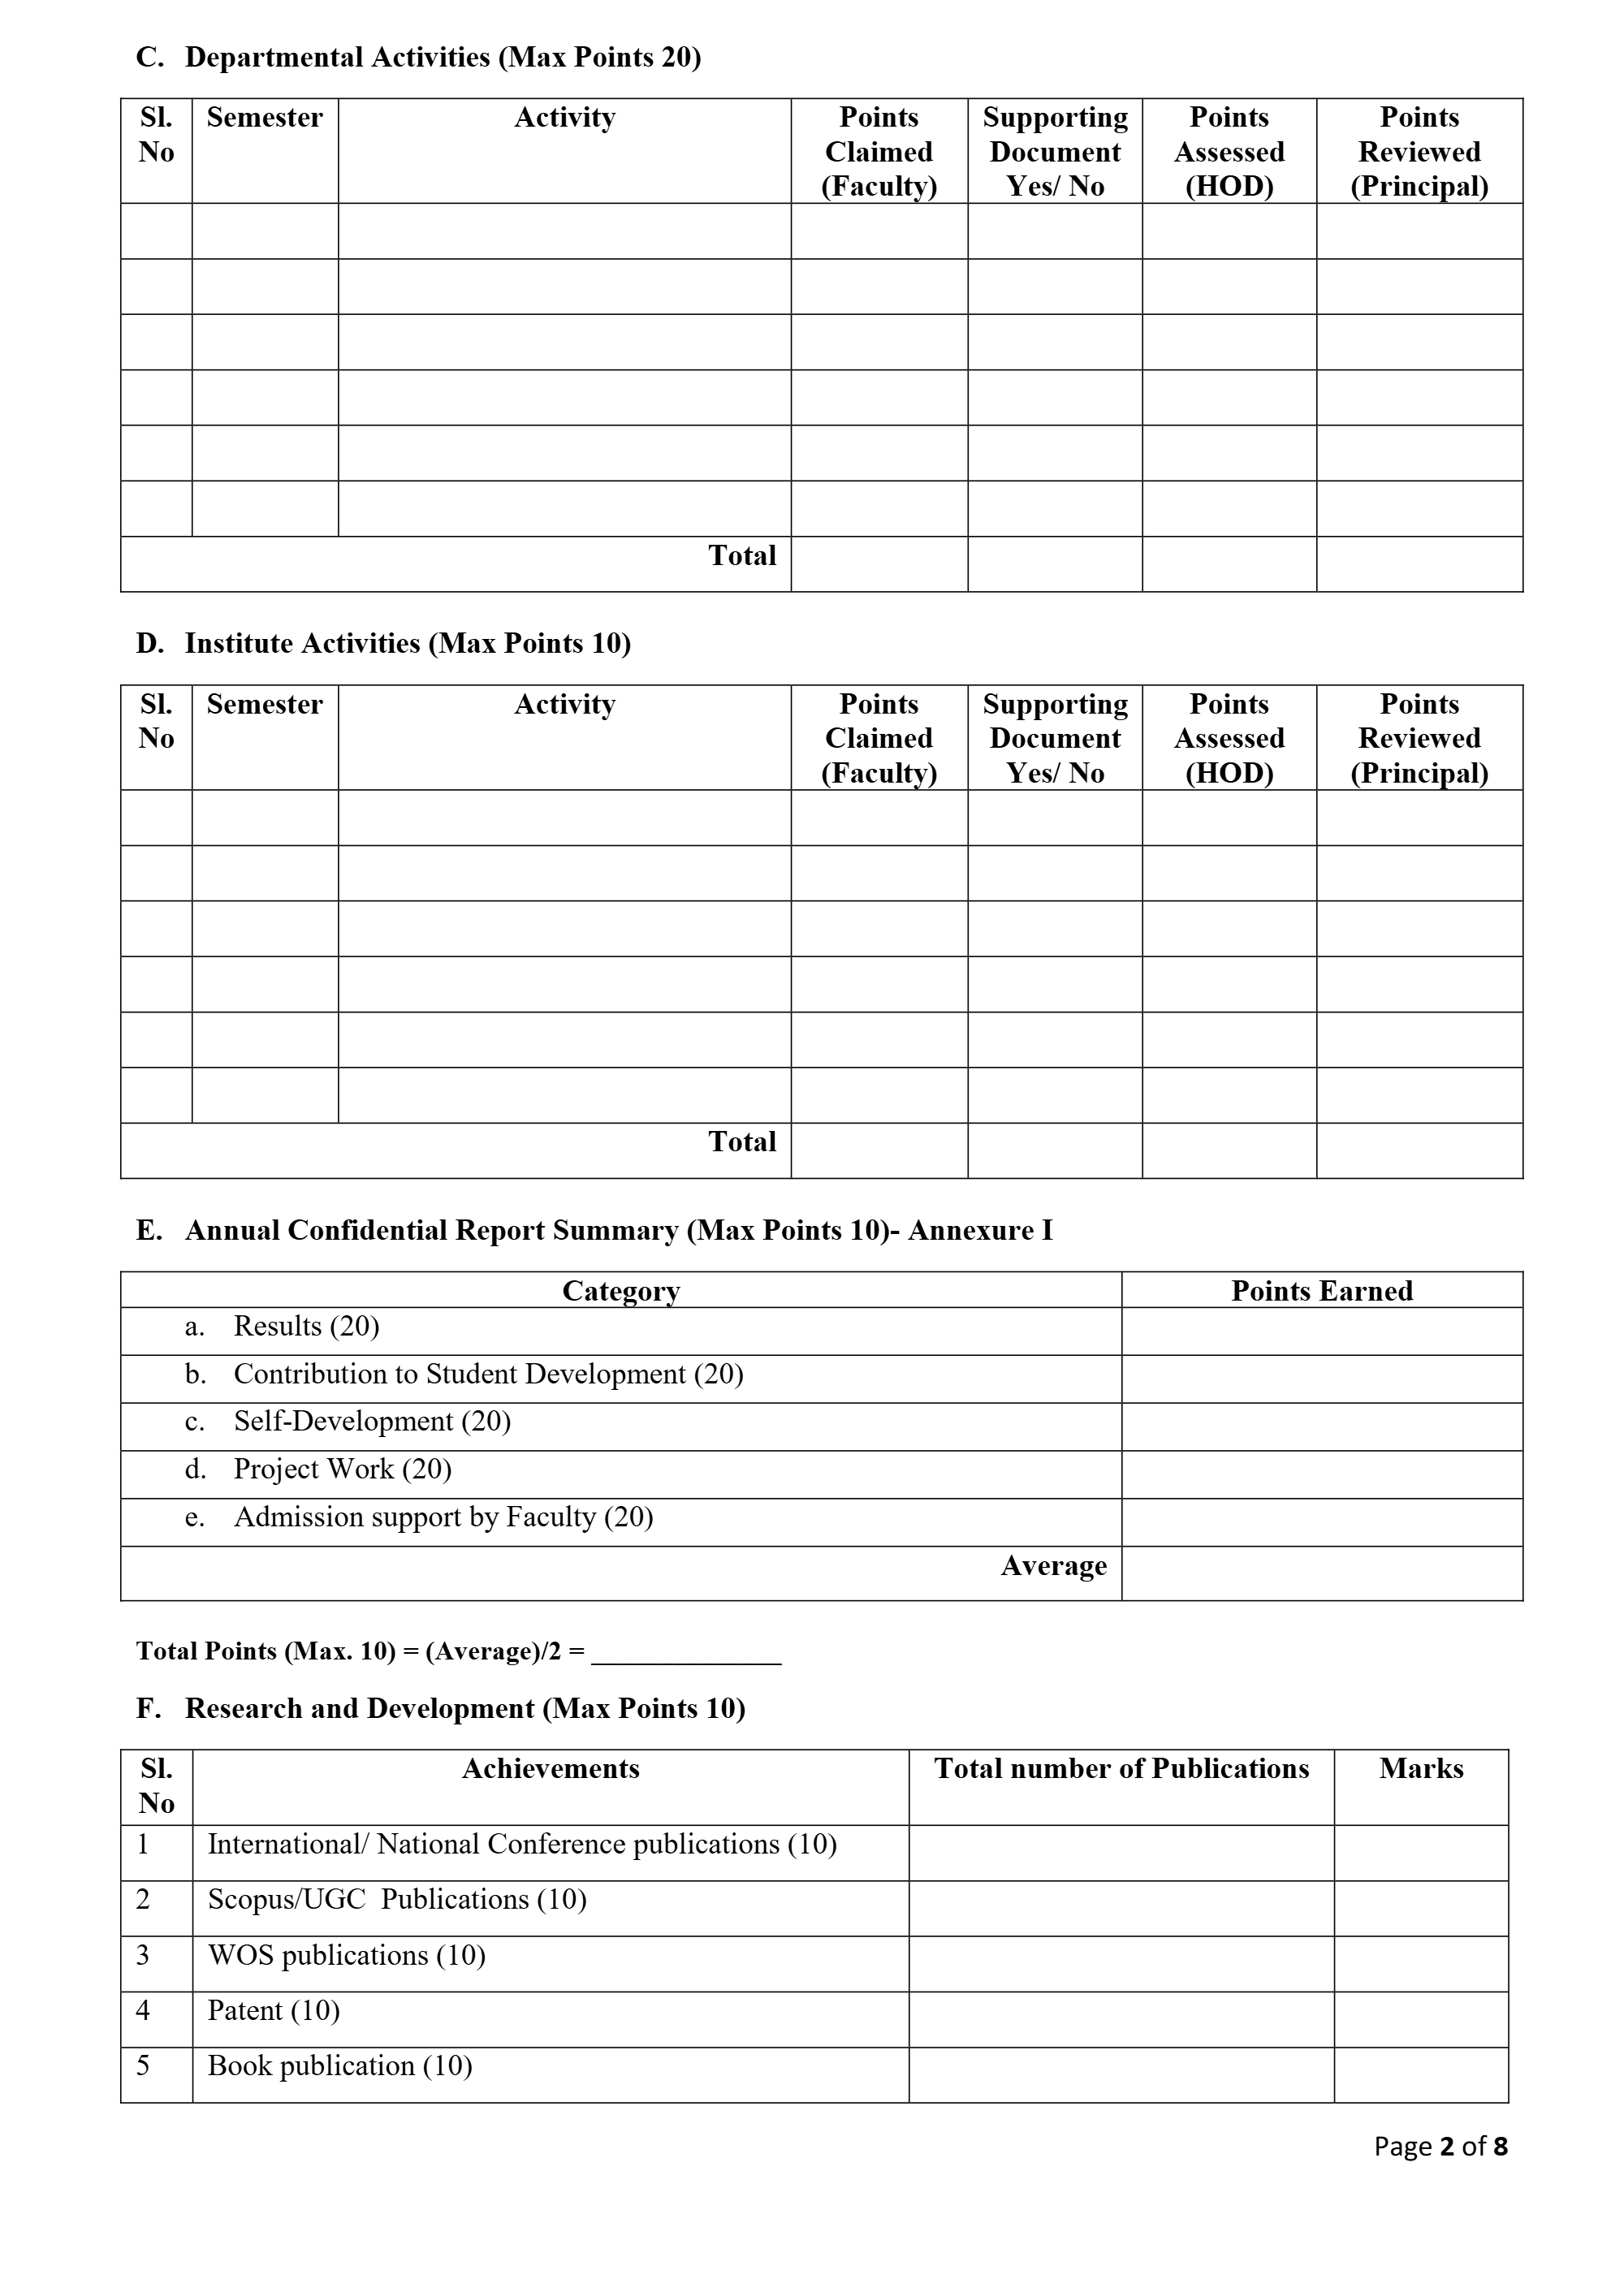 C. Departmental Activities (Max Points 20)
Sl. No Semester Activity Points Claimed (Faculty) Supporting Document Yes/ No Points Assessed (HOD) Points Reviewed (Principal)
Total
D. Institute Activities (Max Points 10)
Sl. No Semester Activity Points Claimed (Faculty) Supporting Document Yes/ No Points Assessed (HOD) Points Reviewed (Principal)
Total
E. Annual Confidential Report Summary (Max Points 10)- Annexure I
Category Points Earned
a. Results (20)
b. Contribution to Student Development (20)
c. Self-Development (20)
d. Project Work (20)
e. Admission support by Faculty (20)
Average
Total Points (Max. 10) = (Average)/2 = ______________
F. Research and Development (Max Points 10)
Sl. No Achievements Total number of Publications Marks
1 International/ National Conference publications (10)
2 Scopus/UGC  Publications (10)
3 WOS publications (10)
4 Patent (10)
5 Book publication (10)
Page 2 of 8